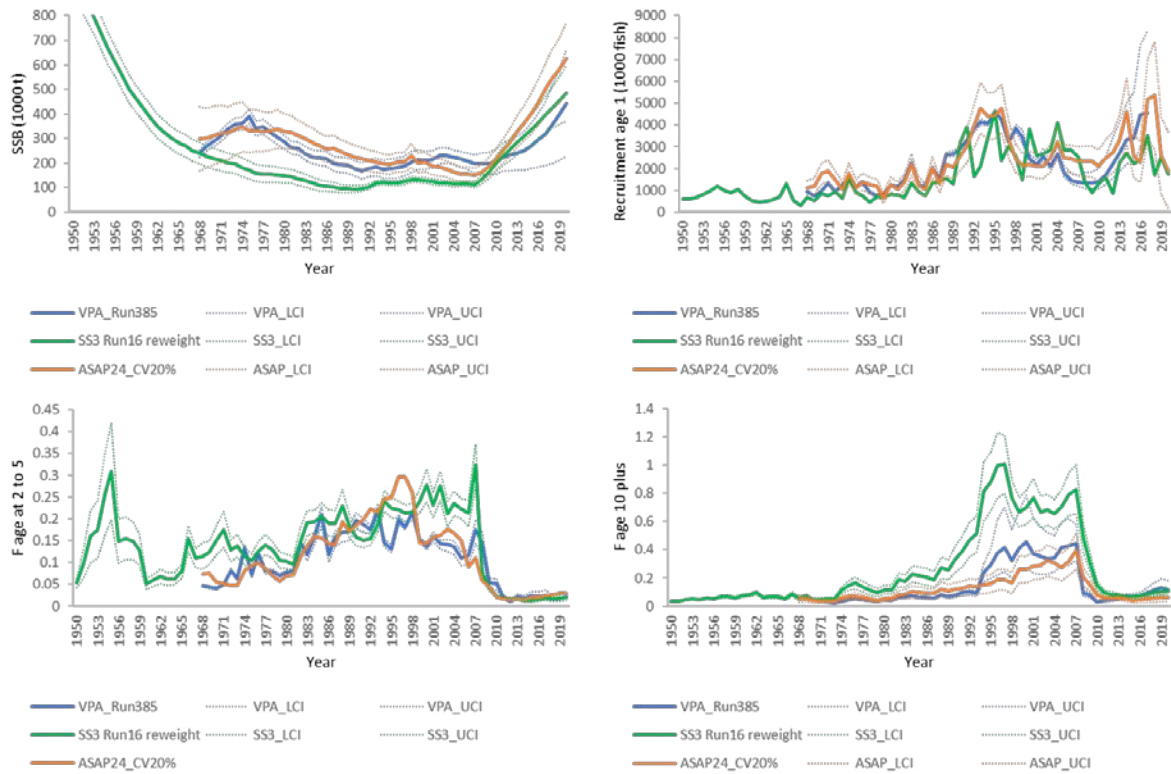 SSB (1000 t)
800
700
600
500
400
300
200
100
0
1950 1953 1956 1959 1962 1965 1968 1971 1974 1977 1980 1983 1986 1989 1992 1995 1998 2001 2004 2007 2010 2013 2016 2019
Year
VPA_Run385 VPA_LCI VPA_UCI
SS3 Run16 reweight SS3_LCI SS3_UCI
ASAP24_CV20% ASAP_LCI ASAP_UCI
Recruitment age 1 (1000 fish)
9000
8000
7000
6000
5000
4000
3000
2000
1000
0
1950 1953 1956 1959 1962 1965 1968 1971 1974 1977 1980 1983 1986 1989 1992 1995 1998 2001 2004 2007 2010 2013 2016 2019
Year
VPA_Run385 VPA_LCI VPA_UCI
SS3 Run16 reweight SS3_LCI SS3_UCI
ASAP24_CV20% ASAP_LCI ASAP_UCI
F age at 2 to 5
0.45
0.4
0.35
0.3
0.25
0.2
0.15
0.1
0.05
0
1950 1953 1956 1959 1962 1965 1968 1971 1974 1977 1980 1983 1986 1989 1992 1995 1998 2001 2004 2007 2010 2013 2016 2019
Year
VPA_Run385 VPA_LCI VPA_UCI
SS3 Run16 reweight SS3_LCI SS3_UCI
ASAP24_CV20%
F age 10 plus
1.4
1.2
1
0.8
0.6
0.4
0.2
0
1950 1953 1956 1959 1962 1965 1968 1971 1974 1977 1980 1983 1986 1989 1992 1995 1998 2001 2004 2007 2010 2013 2016 2019
Year
VPA_Run385 VPA_LCI VPA_UCI
SS3 Run16 reweight SS3_LCI SS3_UCI
ASAP24_CV20% ASAP_LCI ASAP_UCI